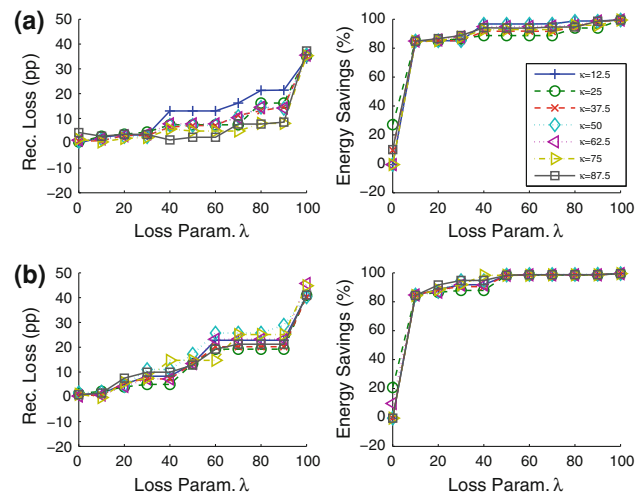 (a)
Rec. Loss (pp)
50
40
30
20
10
0
−10
−20
0 20 40 60 80 100
Loss Param. λ
Energy Savings (%)
100
80
60
40
20
0
−20
0 20 40 60 80 100
Loss Param. λ
κ=12.5
κ=25
κ=37.5
κ=50
κ=62.5
κ=75
κ=87.5
(b)
Rec. Loss (pp)
50
40
30
20
10
0
−10
−20
0 20 40 60 80 100
Loss Param. λ
Energy Savings (%)
100
80
60
40
20
0
−20
0 20 40 60 80 100
Loss Param. λ